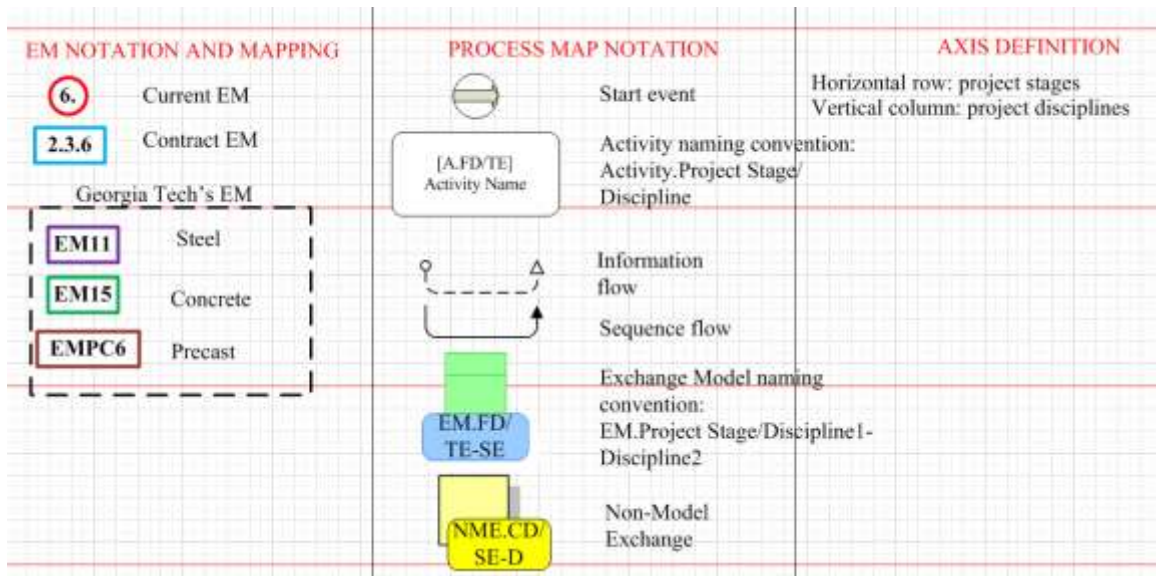 EM NOTATION AND MAPPING
6.
Current EM
2.3.6
Contract EM
Georgia Tech's EM
EM11
Steel
EM15
Concrete
EMPC6
Precast
PROCESS MAP NOTATION
Start event
[A.FD/TE]
Activity Name
Activity naming convention:
Activity.Project Stage/
Discipline
Information
flow
Sequence flow
EM.FD/
TE-SE
Exchange Model naming
convention:
EM.Project Stage/Discipline1-
Discipline2
NME.CD/
SE-D
Non-Model
Exchange
AXIS DEFINITION
Horizontal row: project stages
Vertical column: project disciplines